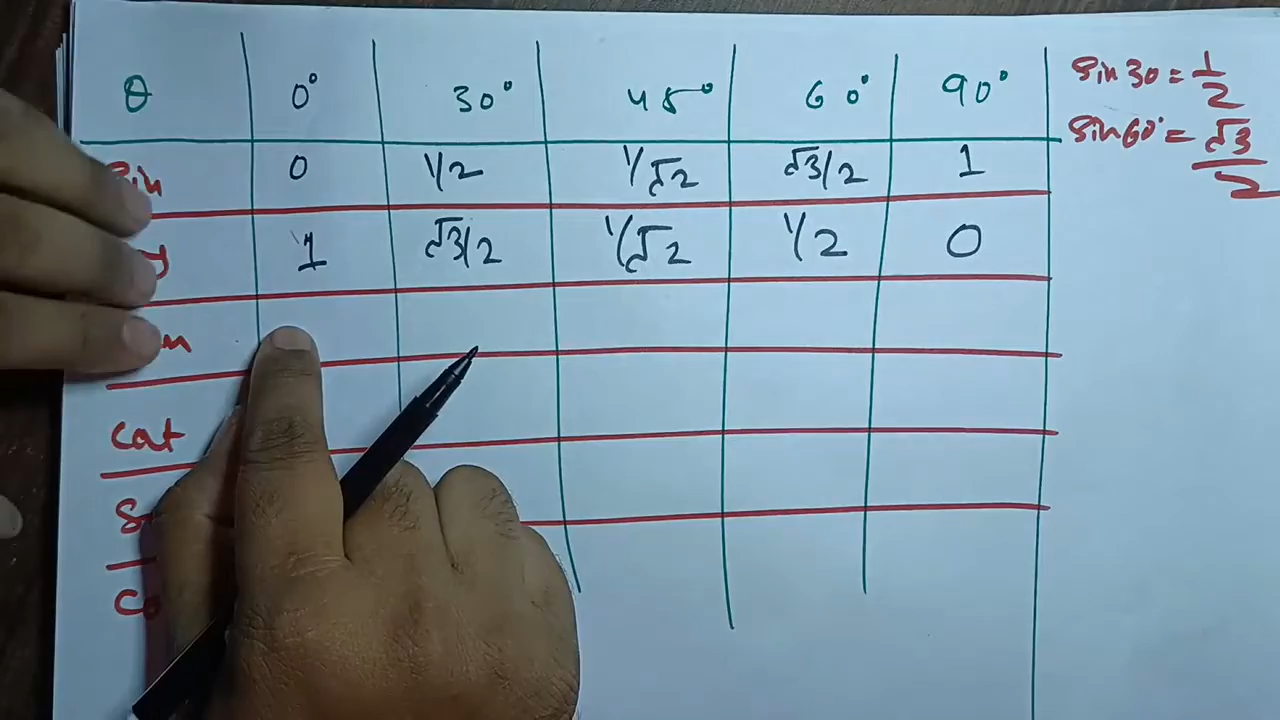 θ 0° 30° 45° 60° 90°
Sin 0 1/2 1/√2 √3/2 1
1 √3/2 1/√2 1/2 0
Cot
Sin 30 = 1/2
Sin 60° = √3/2